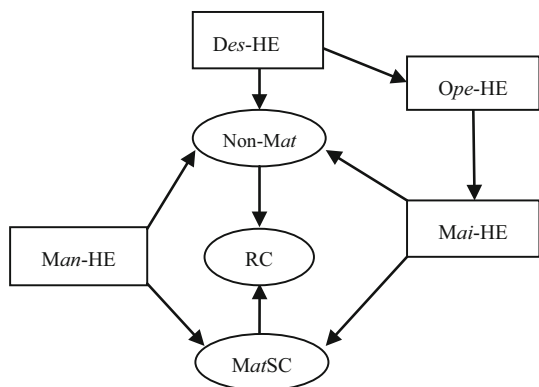 Des-HE
Ope-HE
Non-Mat
Man-HE
RC
Mai-HE
MatSC